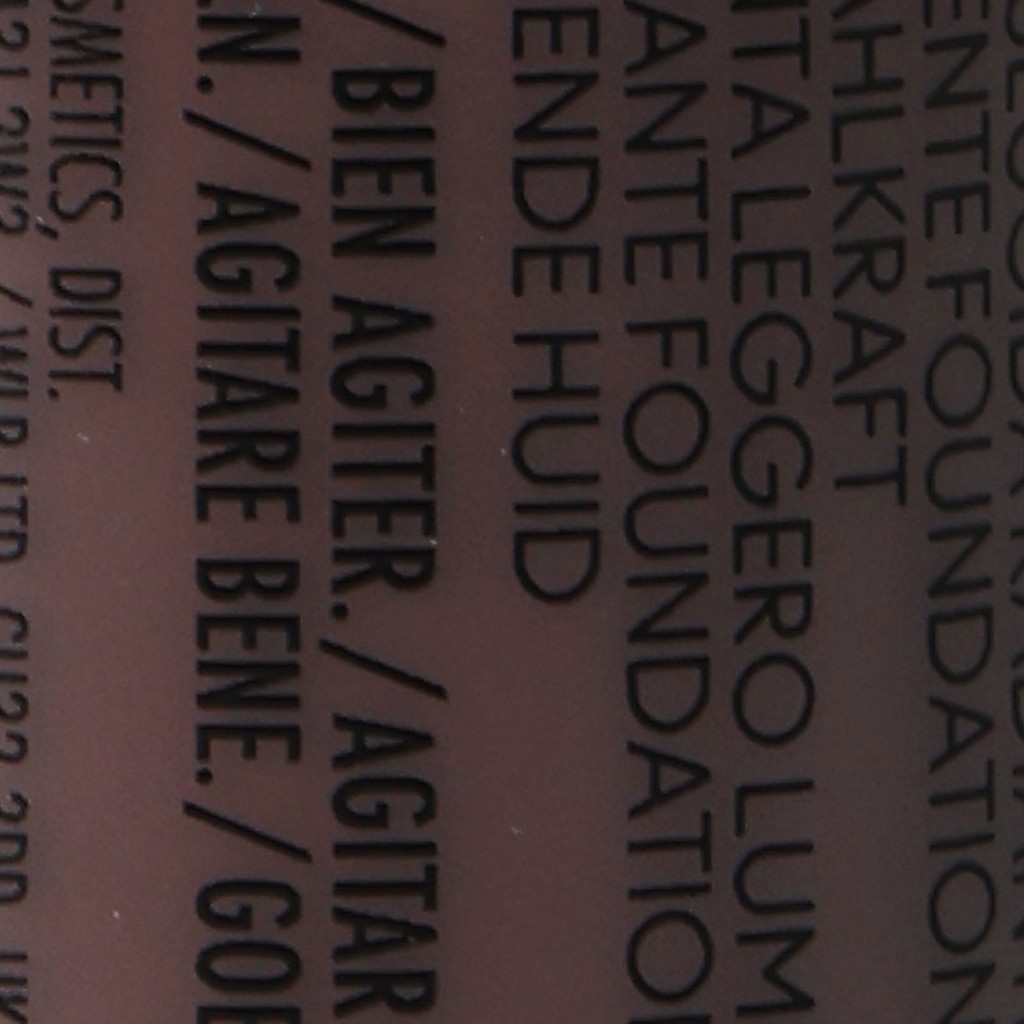 ENTE FOUNDATION
AHLKRAFT
NTA LEGGERO LUM
ANTE FOUNDATION
ENDE HUID
/ BIEN AGITER. / AGITAR
N. / AGITARE BENE. / GOE
SMETICS, DIST.